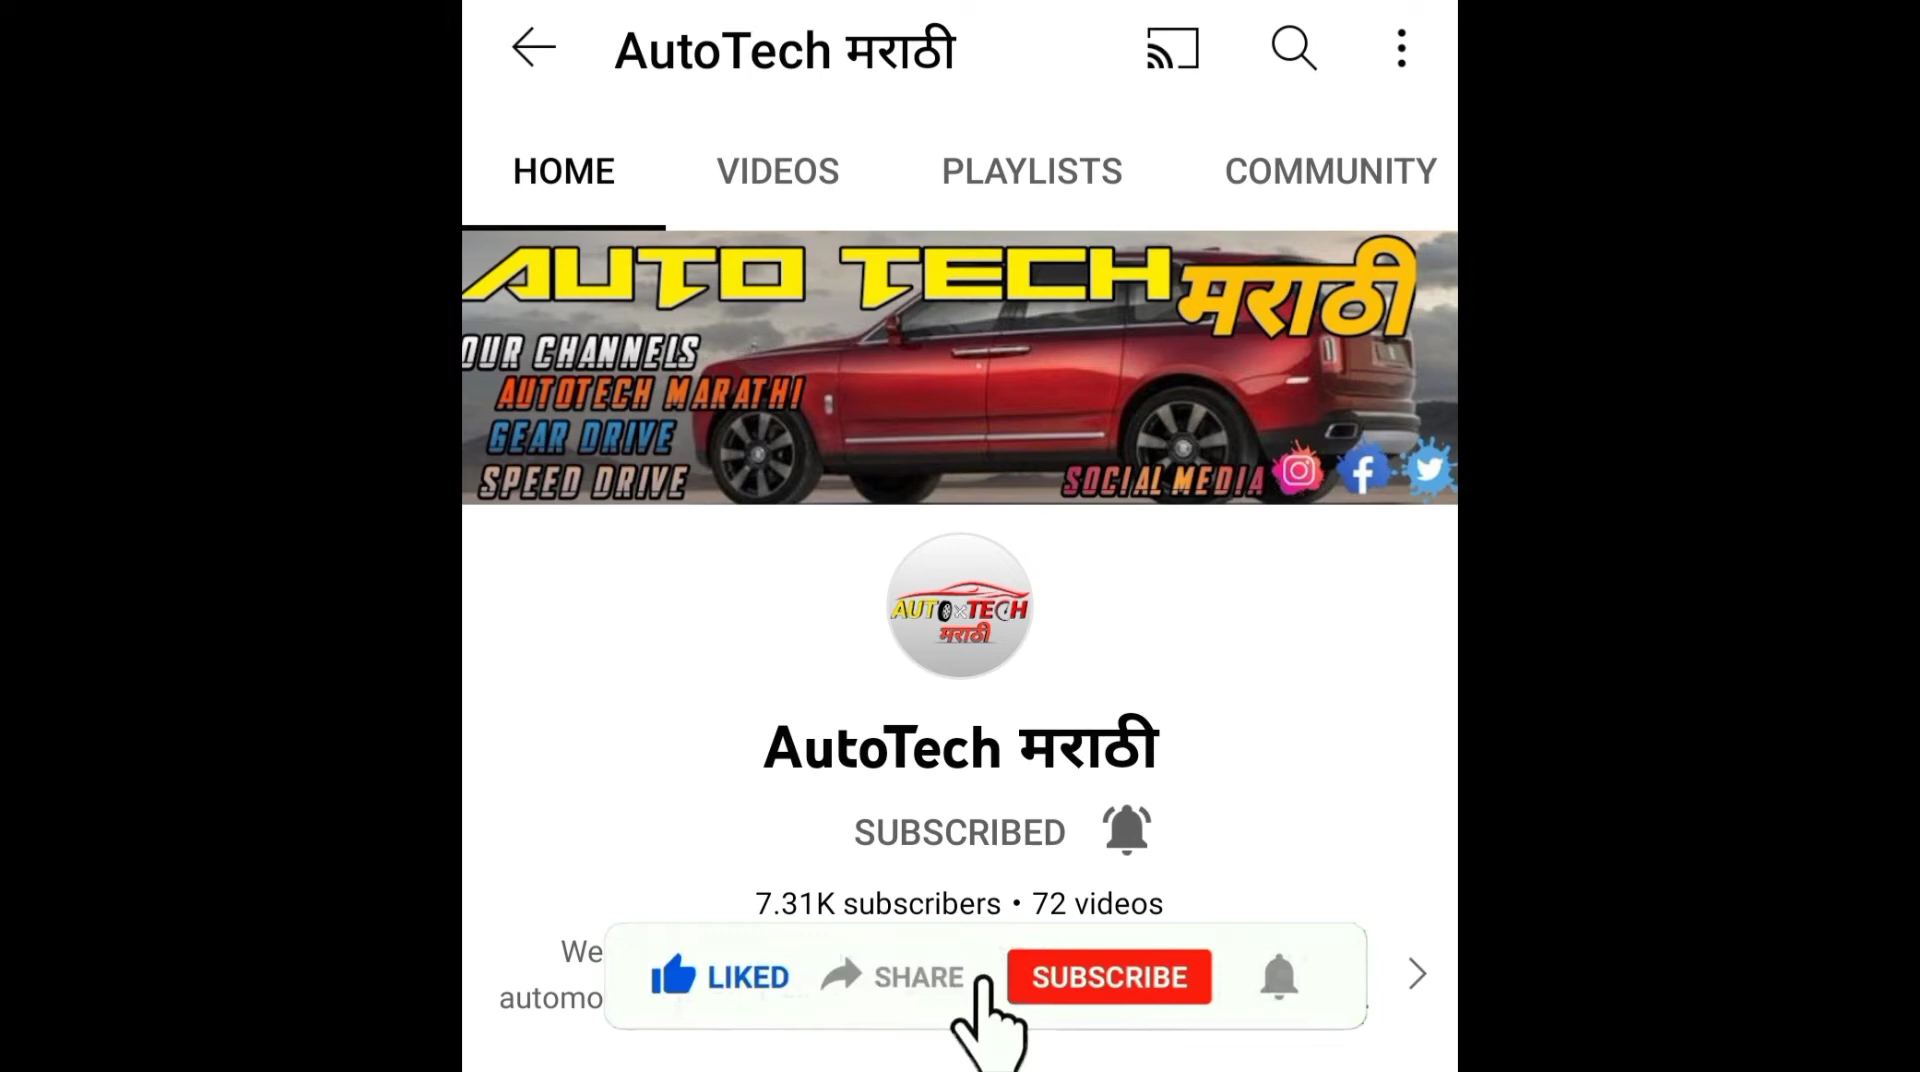 AutoTech मराठी
HOME VIDEOS PLAYLISTS COMMUNITY
AUTO TECH मराठी
OUR CHANNELS
AUTOTECH MARATHI
GEAR DRIVE
SPEED DRIVE
SOCIAL MEDIA
AUTO TECH
मराठी
AutoTech मराठी
SUBSCRIBED
7.31K subscribers • 72 videos
We
automo
LIKED SHARE SUBSCRIBE